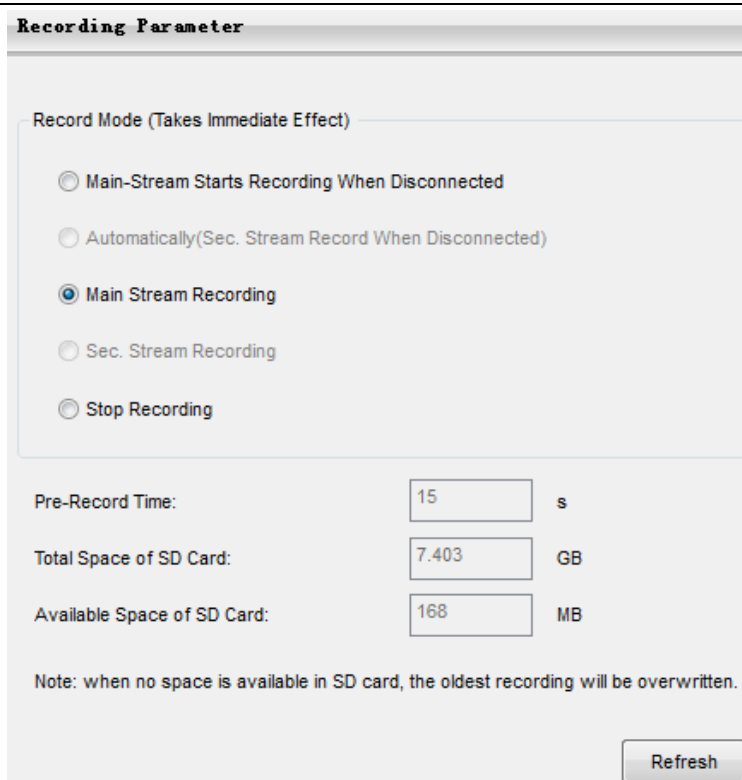 Recording Parameter
Record Mode (Takes Immediate Effect)
Main-Stream Starts Recording When Disconnected
Automatically(Sec. Stream Record When Disconnected)
Main Stream Recording
Sec. Stream Recording
Stop Recording
Pre-Record Time: 15 s
Total Space of SD Card: 7.403 GB
Available Space of SD Card: 168 MB
Note: when no space is available in SD card, the oldest recording will be overwritten.
Refresh